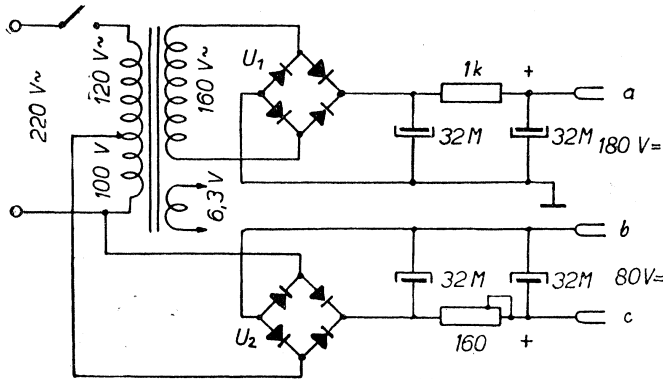 220 V~
120 V~
100 V
160 V~
6,3 V
U1
1k
+
a
32M
32M
180 V=
b
32M
32M
80V=
U2
160
+
c